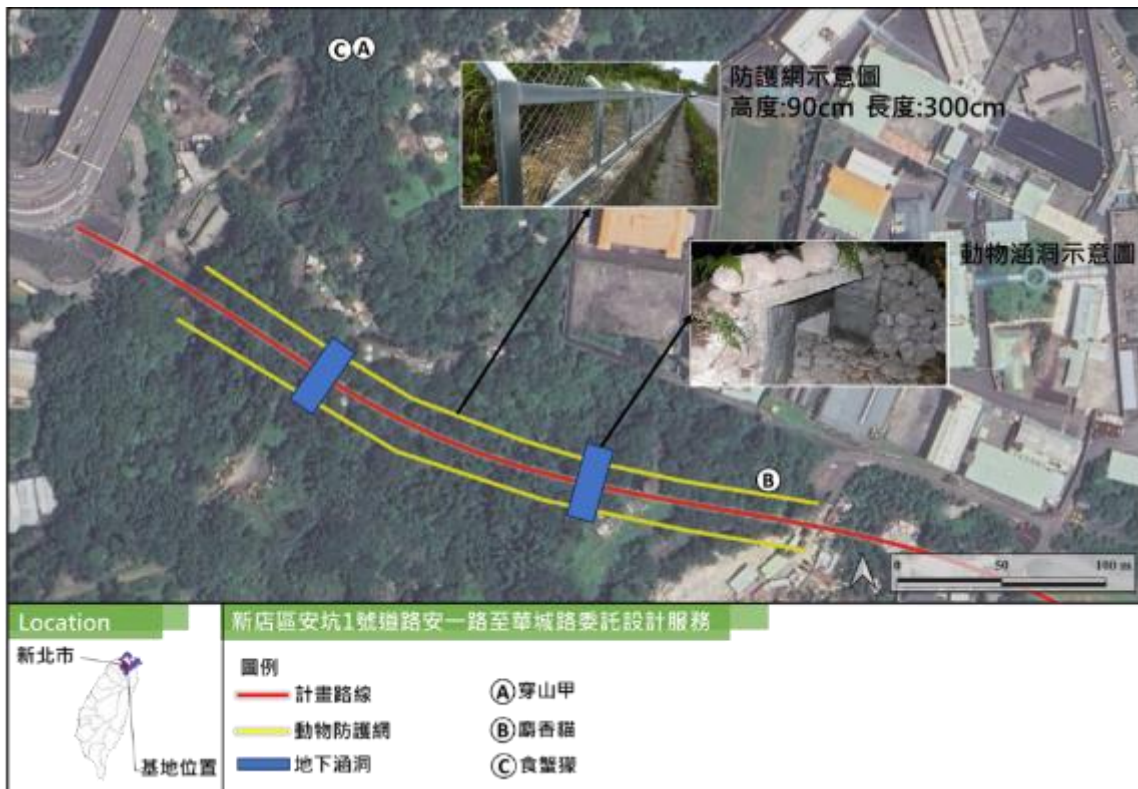 Ⓒ Ⓐ
防護網示意圖
高度:90cm 長度:300cm
動物涵洞示意圖
Ⓑ
0 50 100 m
Location
新北市
基地位置
新店區安坑1號道路安一路至華城路委託設計服務
圖例
計畫路線
動物防護網
地下涵洞
Ⓐ穿山甲
Ⓑ麝香貓
Ⓒ食蟹獴